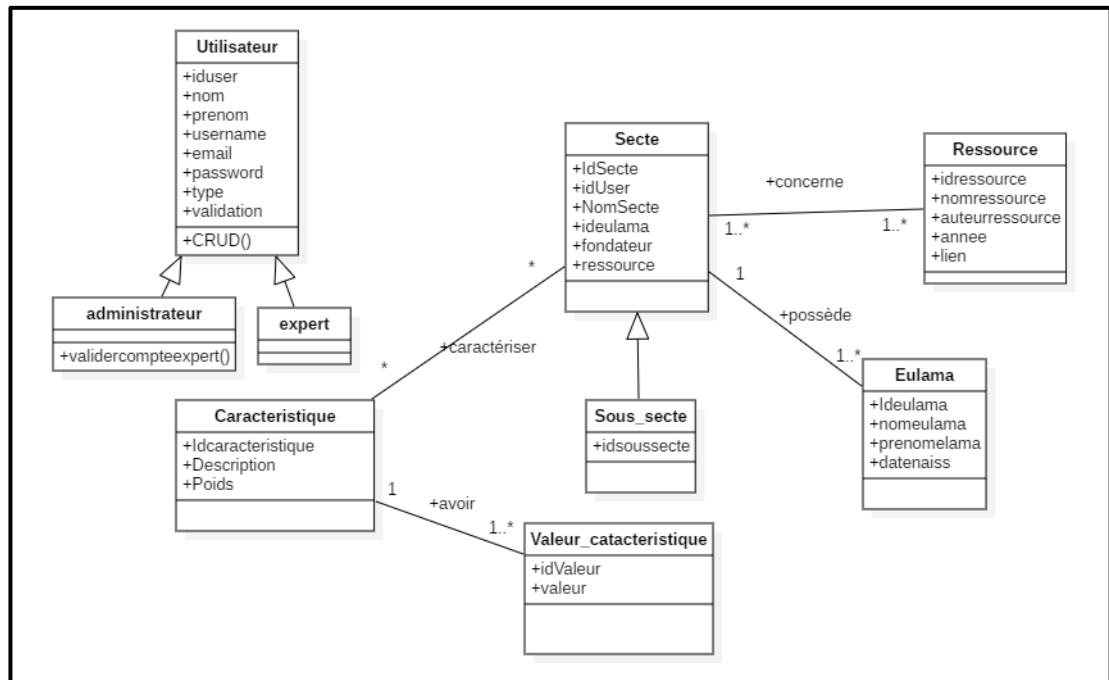 Utilisateur
+iduser
+nom
+prenom
+username
+email
+password
+type
+validation
+CRUD()
administrateur
+validercompteexpert()
expert
Secte
+IdSecte
+idUser
+NomSecte
+ideulama
+fondateur
+ressource
+concerne
1..*
1..*
Ressource
+idressource
+nomressource
+auteurressource
+annee
+lien
*
+caractériser
*
1
+possède
1..*
Eulama
+Ideulama
+nomeulama
+prenomelama
+datenaiss
Sous_secte
+idsoussecte
Caracteristique
+Idcaracteristique
+Description
+Poids
1
+avoir
1..*
Valeur_catacteristique
+idValeur
+valeur